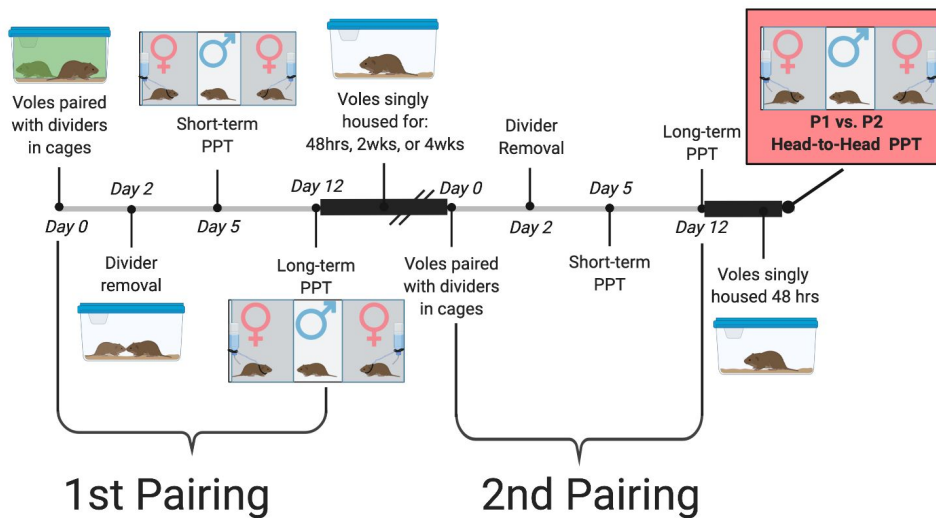 Voles paired
with dividers
in cages
Short-term
PPT
Voles singly
housed for:
48hrs, 2wks, or 4wks
Divider
Removal
Long-term
PPT
P1 vs. P2
Head-to-Head PPT
Day 0
Day 2
Day 5
Day 12
Day 0
Day 2
Day 5
Day 12
Divider
removal
Long-term
PPT
Voles paired
with dividers
in cages
Short-term
PPT
Voles singly
housed 48 hrs
1st Pairing
2nd Pairing